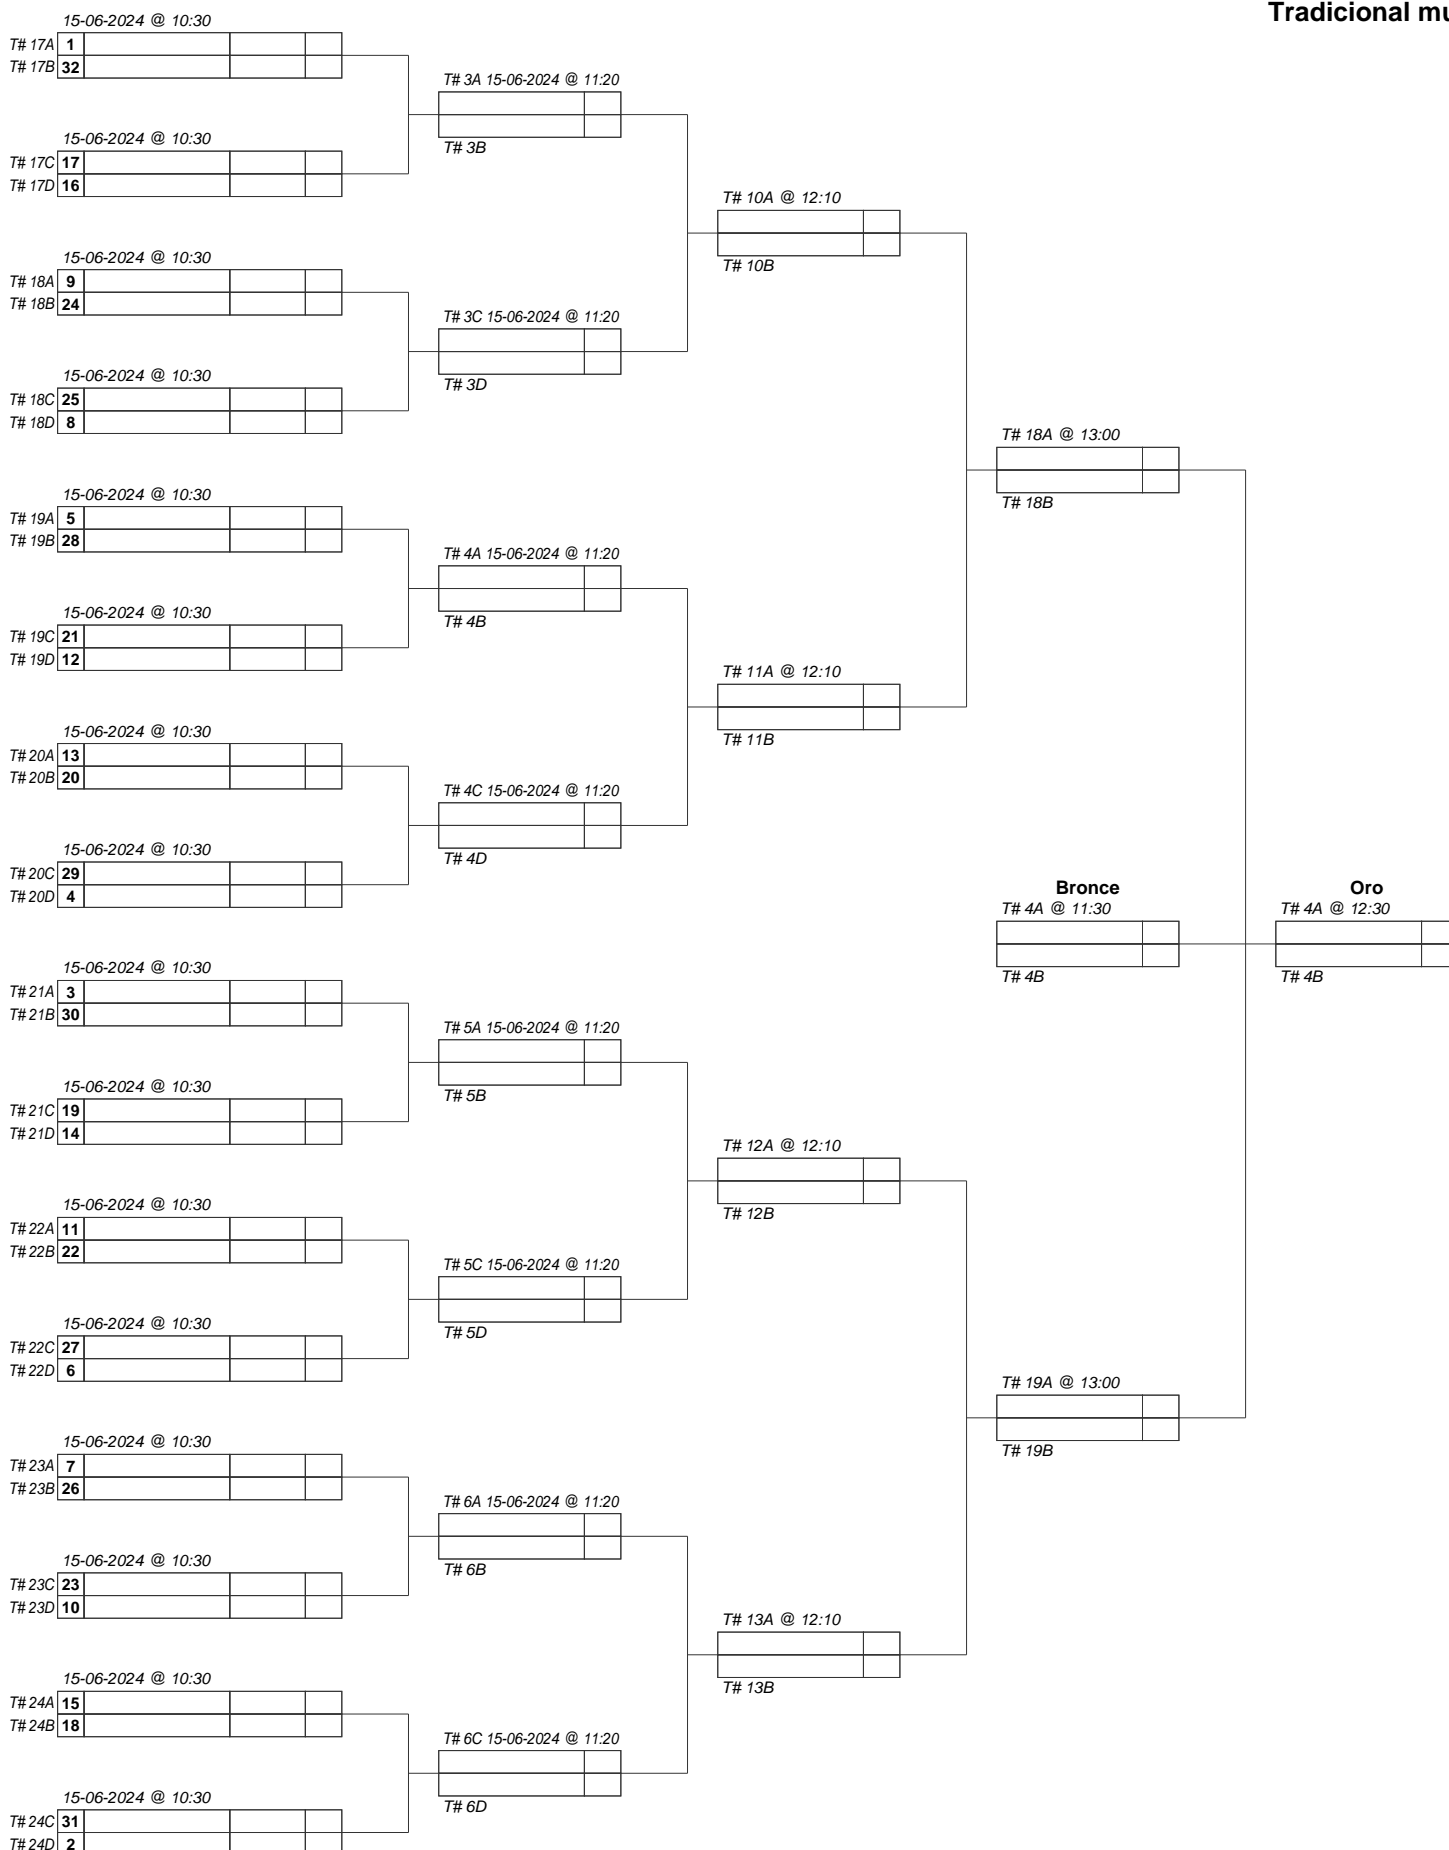 Tradicional mu
15-06-2024 @ 10:30
T# 17A 1
T# 17B 32
15-06-2024 @ 10:30
T# 17C 17
T# 17D 16
15-06-2024 @ 10:30
T# 18A 9
T# 18B 24
15-06-2024 @ 10:30
T# 18C 25
T# 18D 8
15-06-2024 @ 10:30
T# 19A 5
T# 19B 28
15-06-2024 @ 10:30
T# 19C 21
T# 19D 12
15-06-2024 @ 10:30
T# 20A 13
T# 20B 20
15-06-2024 @ 10:30
T# 20C 29
T# 20D 4
15-06-2024 @ 10:30
T# 21A 3
T# 21B 30
15-06-2024 @ 10:30
T# 21C 19
T# 21D 14
15-06-2024 @ 10:30
T# 22A 11
T# 22B 22
15-06-2024 @ 10:30
T# 22C 27
T# 22D 6
15-06-2024 @ 10:30
T# 23A 7
T# 23B 26
15-06-2024 @ 10:30
T# 23C 23
T# 23D 10
15-06-2024 @ 10:30
T# 24A 15
T# 24B 18
15-06-2024 @ 10:30
T# 24C 31
T# 24D 2
T# 3A 15-06-2024 @ 11:20
T# 3B
T# 3C 15-06-2024 @ 11:20
T# 3D
T# 4A 15-06-2024 @ 11:20
T# 4B
T# 4C 15-06-2024 @ 11:20
T# 4D
T# 5A 15-06-2024 @ 11:20
T# 5B
T# 5C 15-06-2024 @ 11:20
T# 5D
T# 6A 15-06-2024 @ 11:20
T# 6B
T# 6C 15-06-2024 @ 11:20
T# 6D
T# 10A @ 12:10
T# 10B
T# 11A @ 12:10
T# 11B
T# 12A @ 12:10
T# 12B
T# 13A @ 12:10
T# 13B
T# 18A @ 13:00
T# 18B
Bronce
T# 4A @ 11:30
T# 4B
T# 19A @ 13:00
T# 19B
Oro
T# 4A @ 12:30
T# 4B